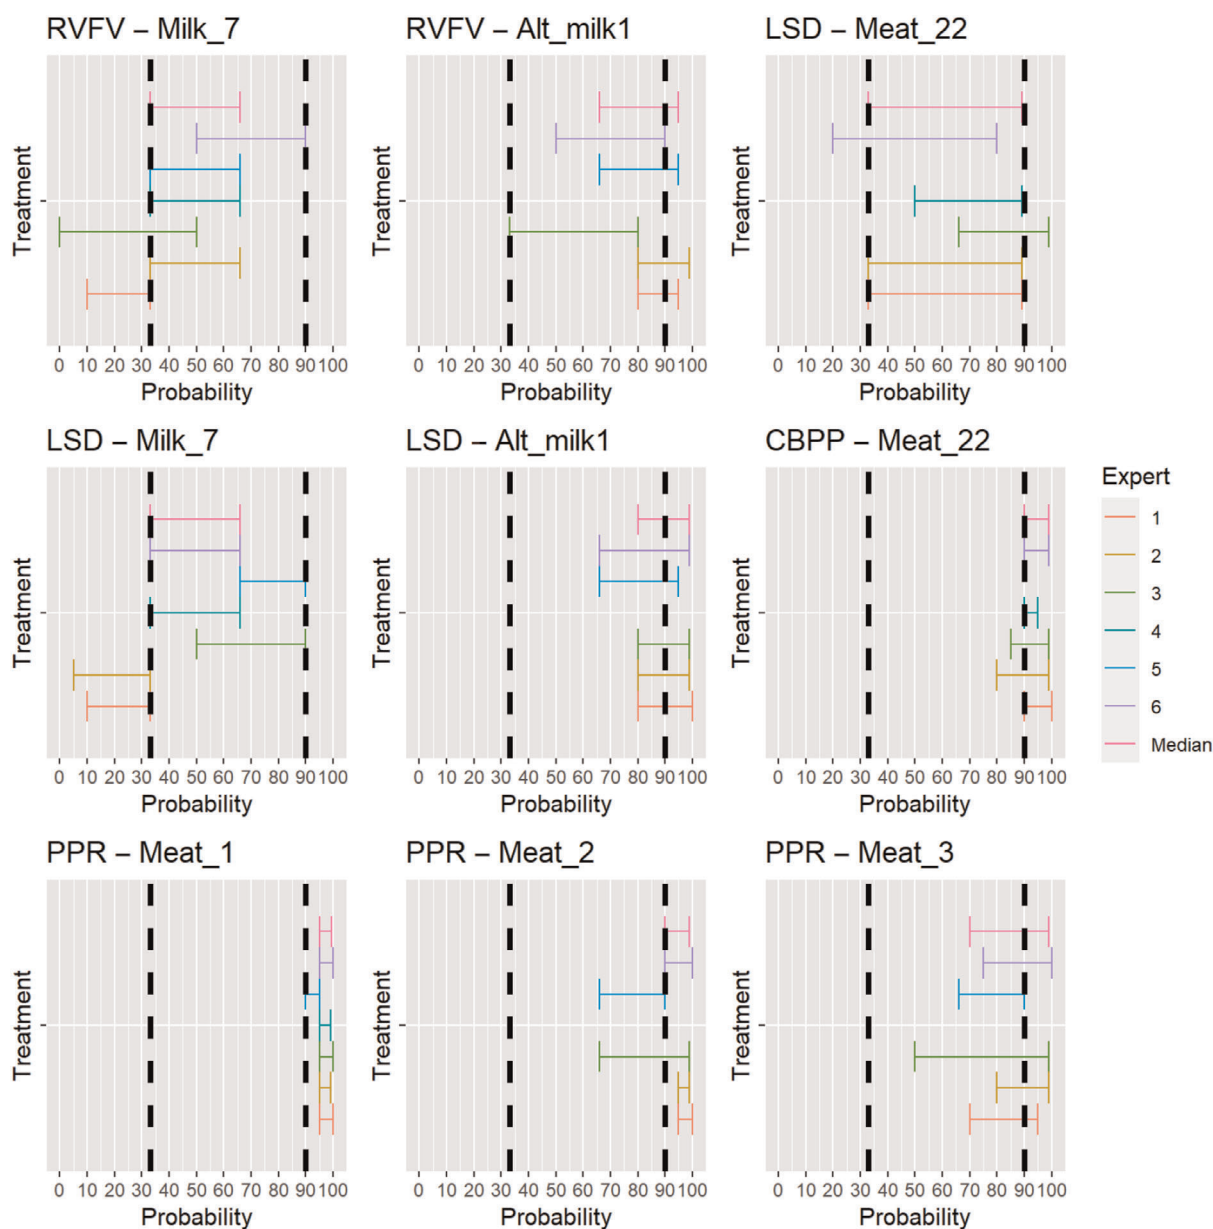 RVFV – Milk_7
RVFV – Alt_milk1
LSD – Meat_22
Treatment
Treatment
Treatment
0 10 20 30 40 50 60 70 80 90 100
0 10 20 30 40 50 60 70 80 90 100
0 10 20 30 40 50 60 70 80 90 100
Probability
Probability
Probability
LSD – Milk_7
LSD – Alt_milk1
CBPP – Meat_22
Treatment
Treatment
Treatment
0 10 20 30 40 50 60 70 80 90 100
0 10 20 30 40 50 60 70 80 90 100
0 10 20 30 40 50 60 70 80 90 100
Probability
Probability
Probability
Expert
1
2
3
4
5
6
Median
PPR – Meat_1
PPR – Meat_2
PPR – Meat_3
Treatment
Treatment
Treatment
0 10 20 30 40 50 60 70 80 90 100
0 10 20 30 40 50 60 70 80 90 100
0 10 20 30 40 50 60 70 80 90 100
Probability
Probability
Probability